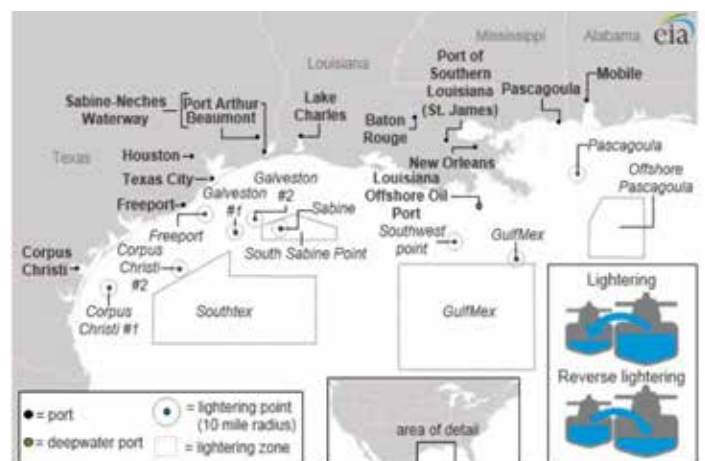 Mississippi
Alabama
eia
Louisiana
Port of
Southern
Louisiana
(St. James)
Pascagoula
Mobile
Sabine-Neches
Waterway
Port Arthur
Beaumont
Lake
Charles
Baton
Rouge
New Orleans
Pascagoula
Texas
Houston
Texas City
Freeport
Galveston
#1
Galveston
#2
Sabine
Louisiana
Offshore Oil
Port
Offshore
Pascagoula
Freeport
South Sabine Point
Southwest
point
GulfMex
Corpus
Christi
Corpus
Christi
#2
Corpus
Christi #1
Southtex
GulfMex
Lightering
Reverse lightering
= port
= deepwater port
= lightering point
(10 mile radius)
= lightering zone
area of detail